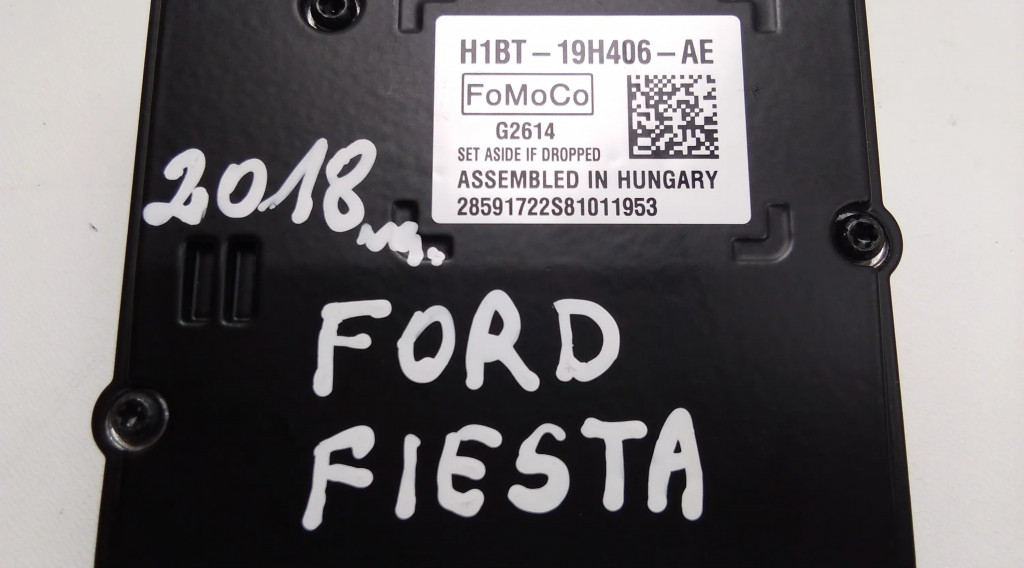 H1BT-19H406-AE
FoMoCo
G2614
SET ASIDE IF DROPPED
ASSEMBLED IN HUNGARY
28591722S81011953
2018
FORD
FIESTA